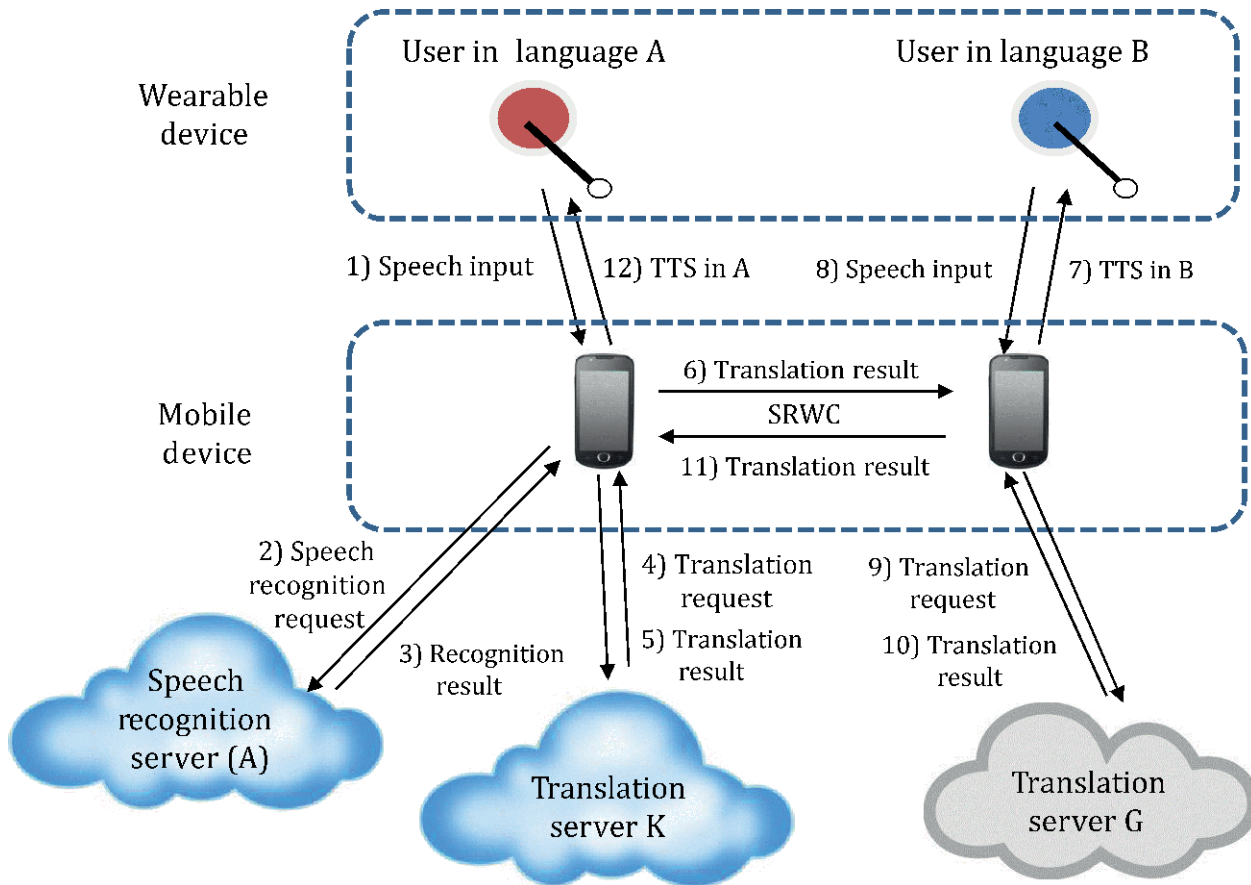 User in language A
User in language B
Wearable
device
1) Speech input
12) TTS in A
8) Speech input
7) TTS in B
Mobile
device
6) Translation result
SRWC
11) Translation result
2) Speech
recognition
request
3) Recognition
result
4) Translation
request
5) Translation
result
9) Translation
request
10) Translation
result
Speech
recognition
server (A)
Translation
server K
Translation
server G